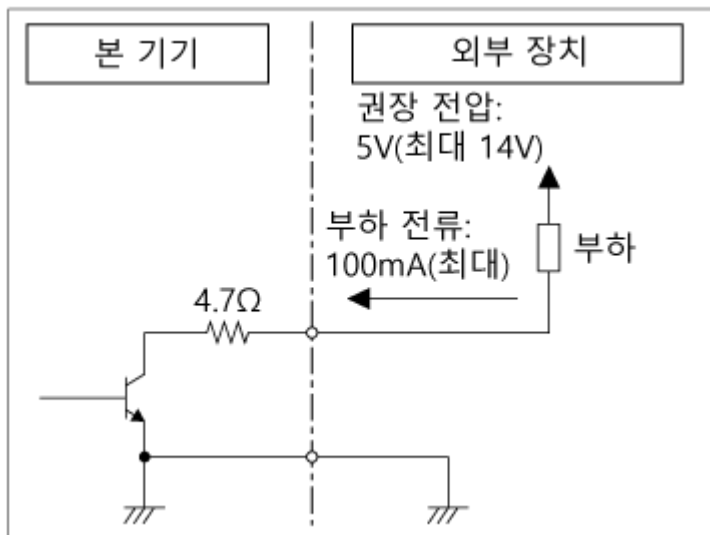 본 기기
외부 장치
권장 전압:
5V(최대 14V)
부하 전류:
100mA(최대)
부하
4.7Ω